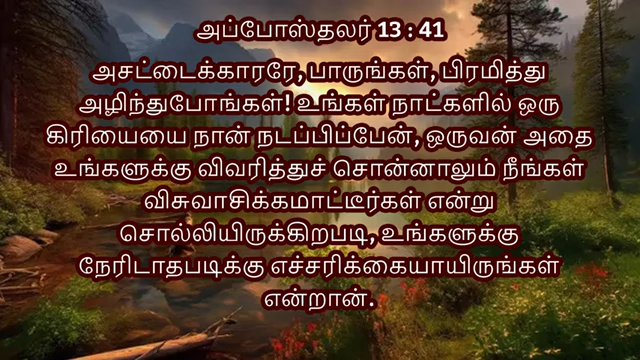 அப்போஸ்தலர் 13 : 41
அசட்டைக்காரரே, பாருங்கள், பிரமித்து
அழிந்துபோங்கள்! உங்கள் நாட்களில் ஒரு
கிரியையை நான் நடப்பிப்பேன், ஒருவன் அதை
உங்களுக்கு விவரித்துச் சொன்னாலும் நீங்கள்
விசுவாசிக்கமாட்டீர்கள் என்று
சொல்லியிருக்கிறபடி, உங்களுக்கு
நேரிடாதபடிக்கு எச்சரிக்கையாயிருங்கள்
என்றான்.